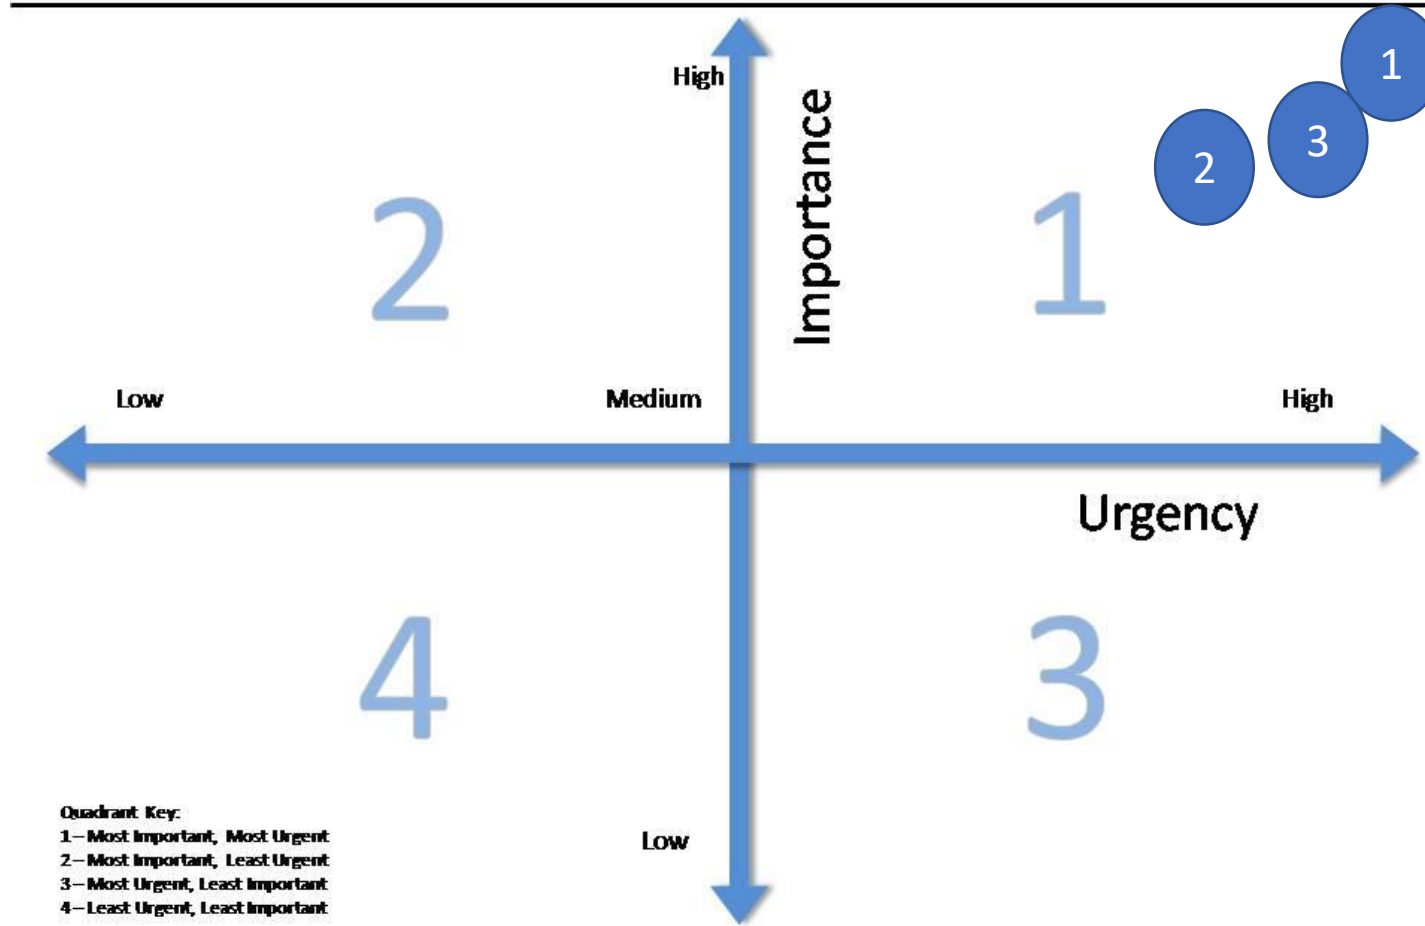 High
Importance
1
3
2
2
1
Low
Medium
High
Urgency
4
3
Low
Quadrant Key:
1 – Most Important, Most Urgent
2 – Most Important, Least Urgent
3 – Most Urgent, Least Important
4 – Least Urgent, Least Important